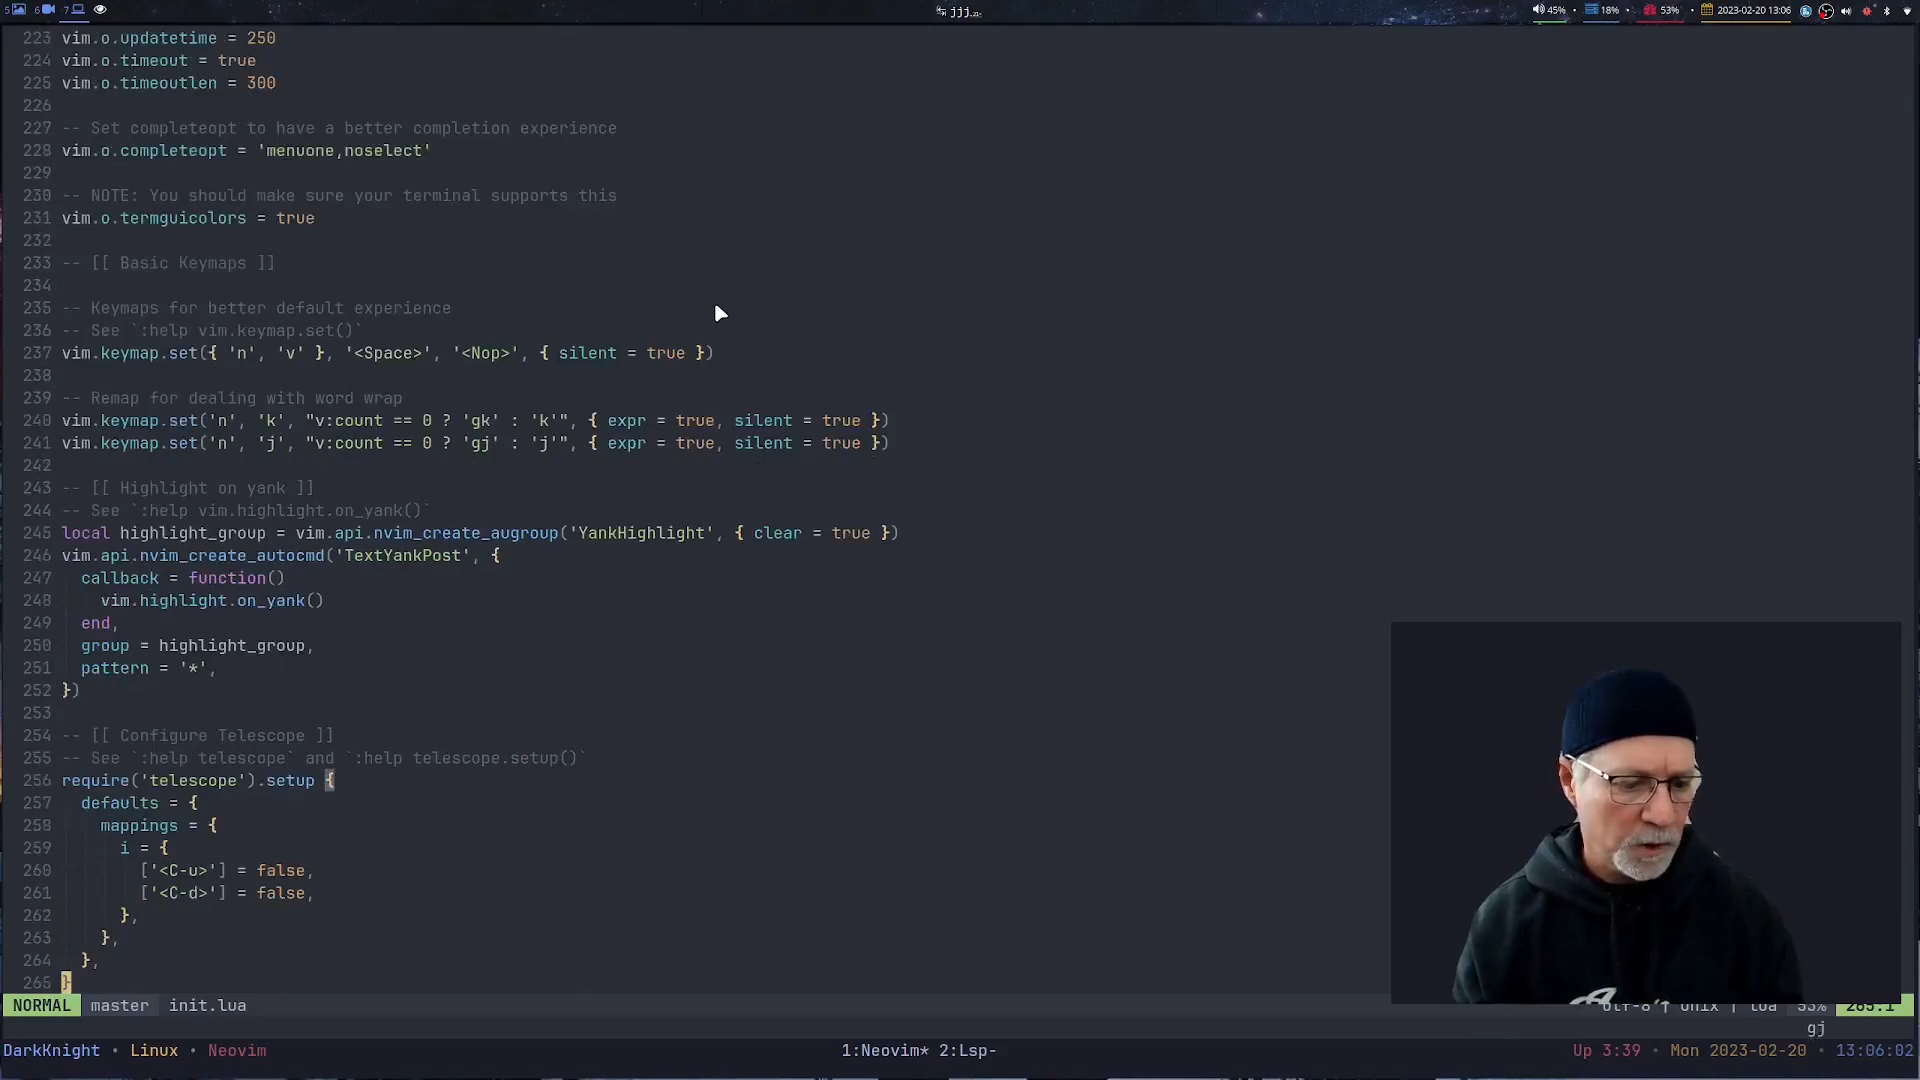 5 6 7 jjj 45% · 18% · 53% · 2023-02-20 13:06
223 vim.o.updatetime = 250
224 vim.o.timeout = true
225 vim.o.timeoutlen = 300
226
227 -- Set completeopt to have a better completion experience
228 vim.o.completeopt = 'menuone,noselect'
229
230 -- NOTE: You should make sure your terminal supports this
231 vim.o.termguicolors = true
232
233 -- [[ Basic Keymaps ]]
234
235 -- Keymaps for better default experience
236 -- See `:help vim.keymap.set()`
237 vim.keymap.set({ 'n', 'v' }, '<Space>', '<Nop>', { silent = true })
238
239 -- Remap for dealing with word wrap
240 vim.keymap.set('n', 'k', "v:count == 0 ? 'gk' : 'k'", { expr = true, silent = true })
241 vim.keymap.set('n', 'j', "v:count == 0 ? 'gj' : 'j'", { expr = true, silent = true })
242
243 -- [[ Highlight on yank ]]
244 -- See `:help vim.highlight.on_yank()`
245 local highlight_group = vim.api.nvim_create_augroup('YankHighlight', { clear = true })
246 vim.api.nvim_create_autocmd('TextYankPost', {
247 callback = function()
248 vim.highlight.on_yank()
249 end,
250 group = highlight_group,
251 pattern = '*',
252 })
253
254 -- [[ Configure Telescope ]]
255 -- See `:help telescope` and `:help telescope.setup()`
256 require('telescope').setup {
257 defaults = {
258 mappings = {
259 i = {
260 ['<C-u>'] = false,
261 ['<C-d>'] = false,
262 },
263 },
264 },
265 }
NORMAL master init.lua
gj
DarkKnight · Linux · Neovim 1:Neovim* 2:Lsp- Up 3:39 · Mon 2023-02-20 · 13:06:02